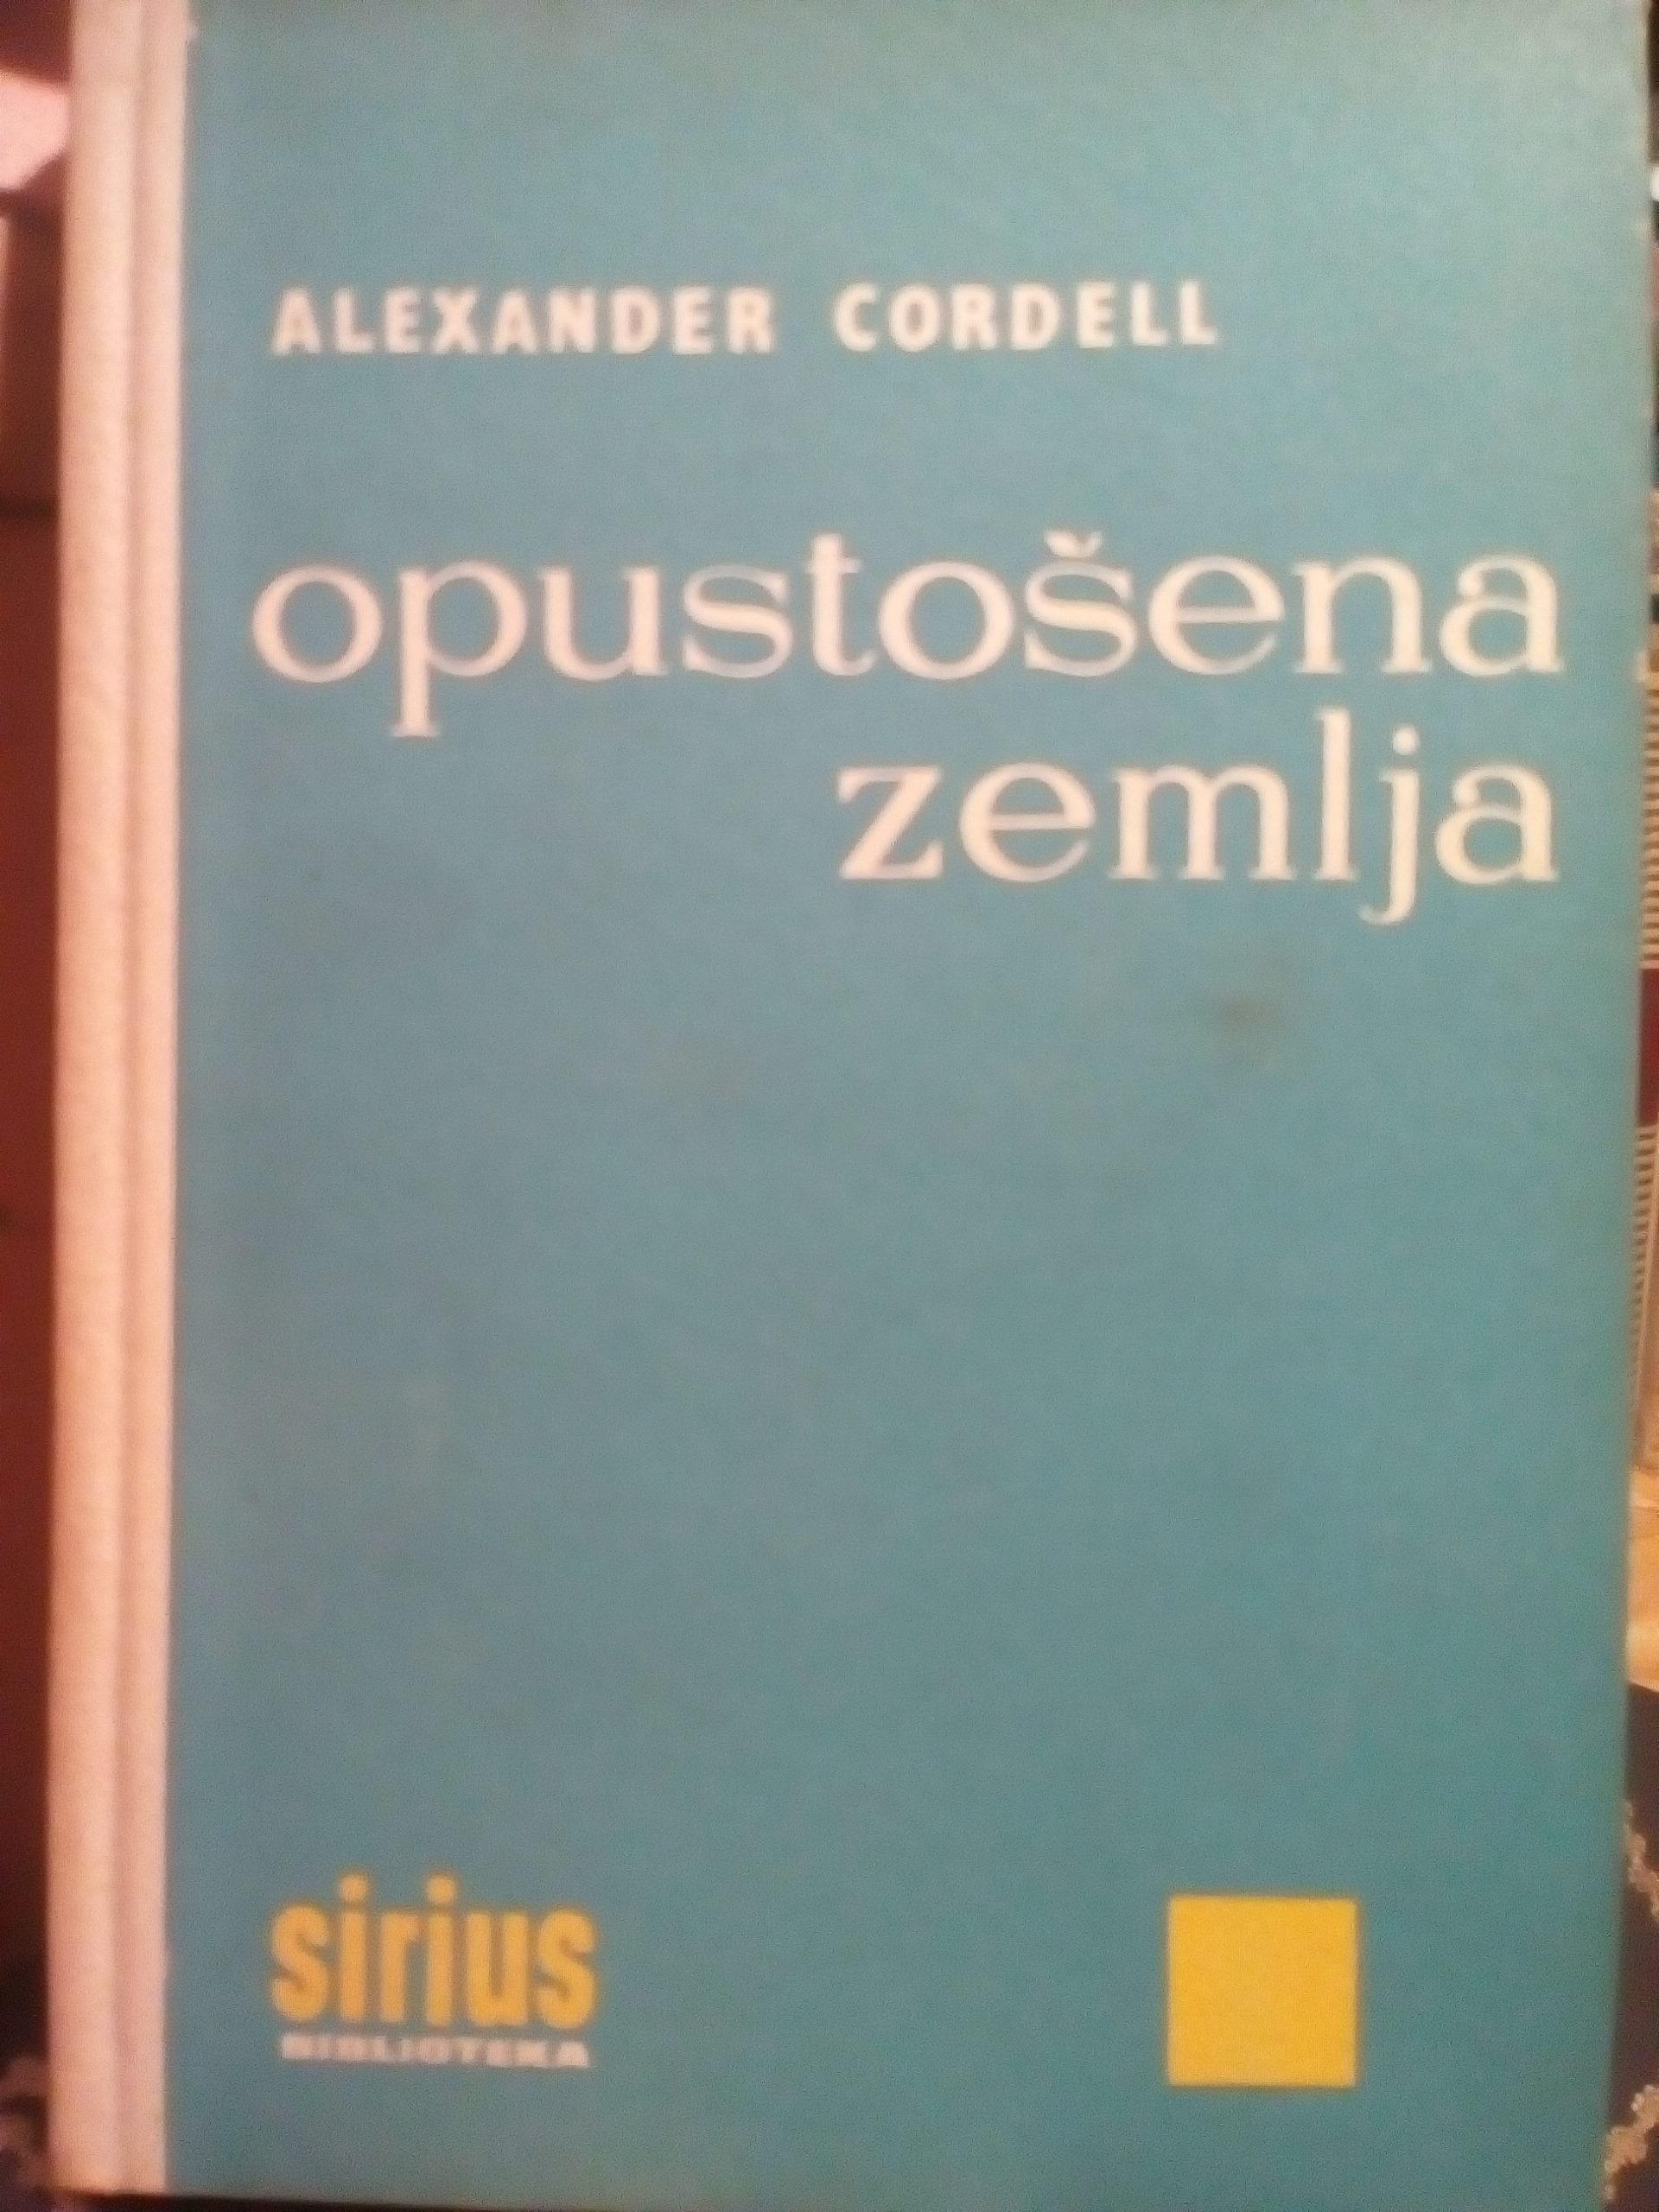 ALEXANDER CORDELL
opustošena
zemlja
sirius
BIBLIOTEKA